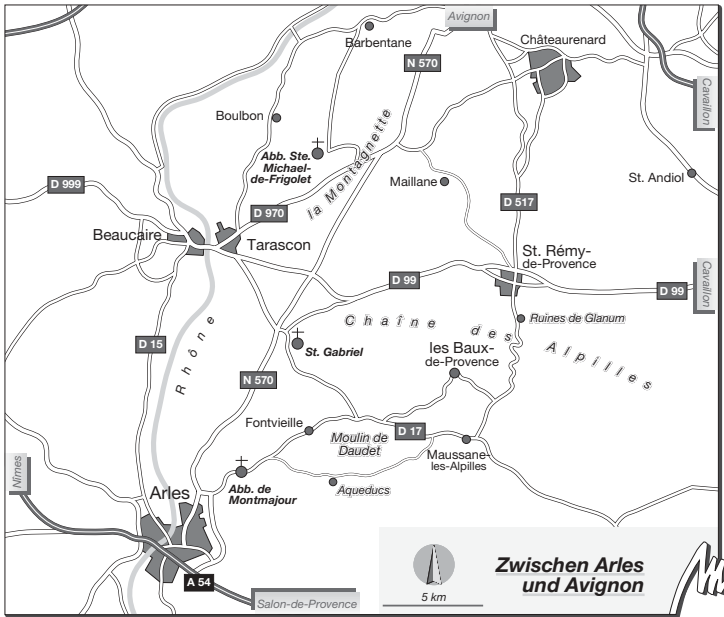 Avignon
Barbentane
Châteaurenard
N 570
Cavaillon
Boulbon
la Montagnette
Abb. Ste.
Michael-
de-Frigolet
Maillane
St. Andiol
D 999
D 970
D 517
Beaucaire
Tarascon
St. Rémy-
de-Provence
Cavaillon
D 99
D 99
Rhône
Chaîne des Alpilles
Ruines de Glanum
D 15
St. Gabriel
les Baux-
de-Provence
N 570
Fontvieille
Moulin de
Daudet
D 17
Maussane-
les-Alpilles
Nîmes
Abb. de
Montmajour
Aqueducs
Arles
A 54
Salon-de-Provence
5 km
Zwischen Arles
und Avignon